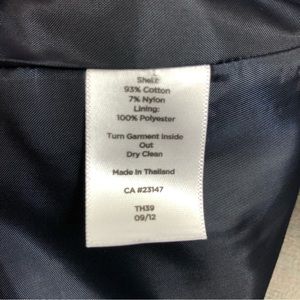 Shell:
93% Cotton
7% Nylon
Lining:
100% Polyester
Turn Garment Inside
Out
Dry Clean
Made In Thailand
CA #23147
TH39
09/12